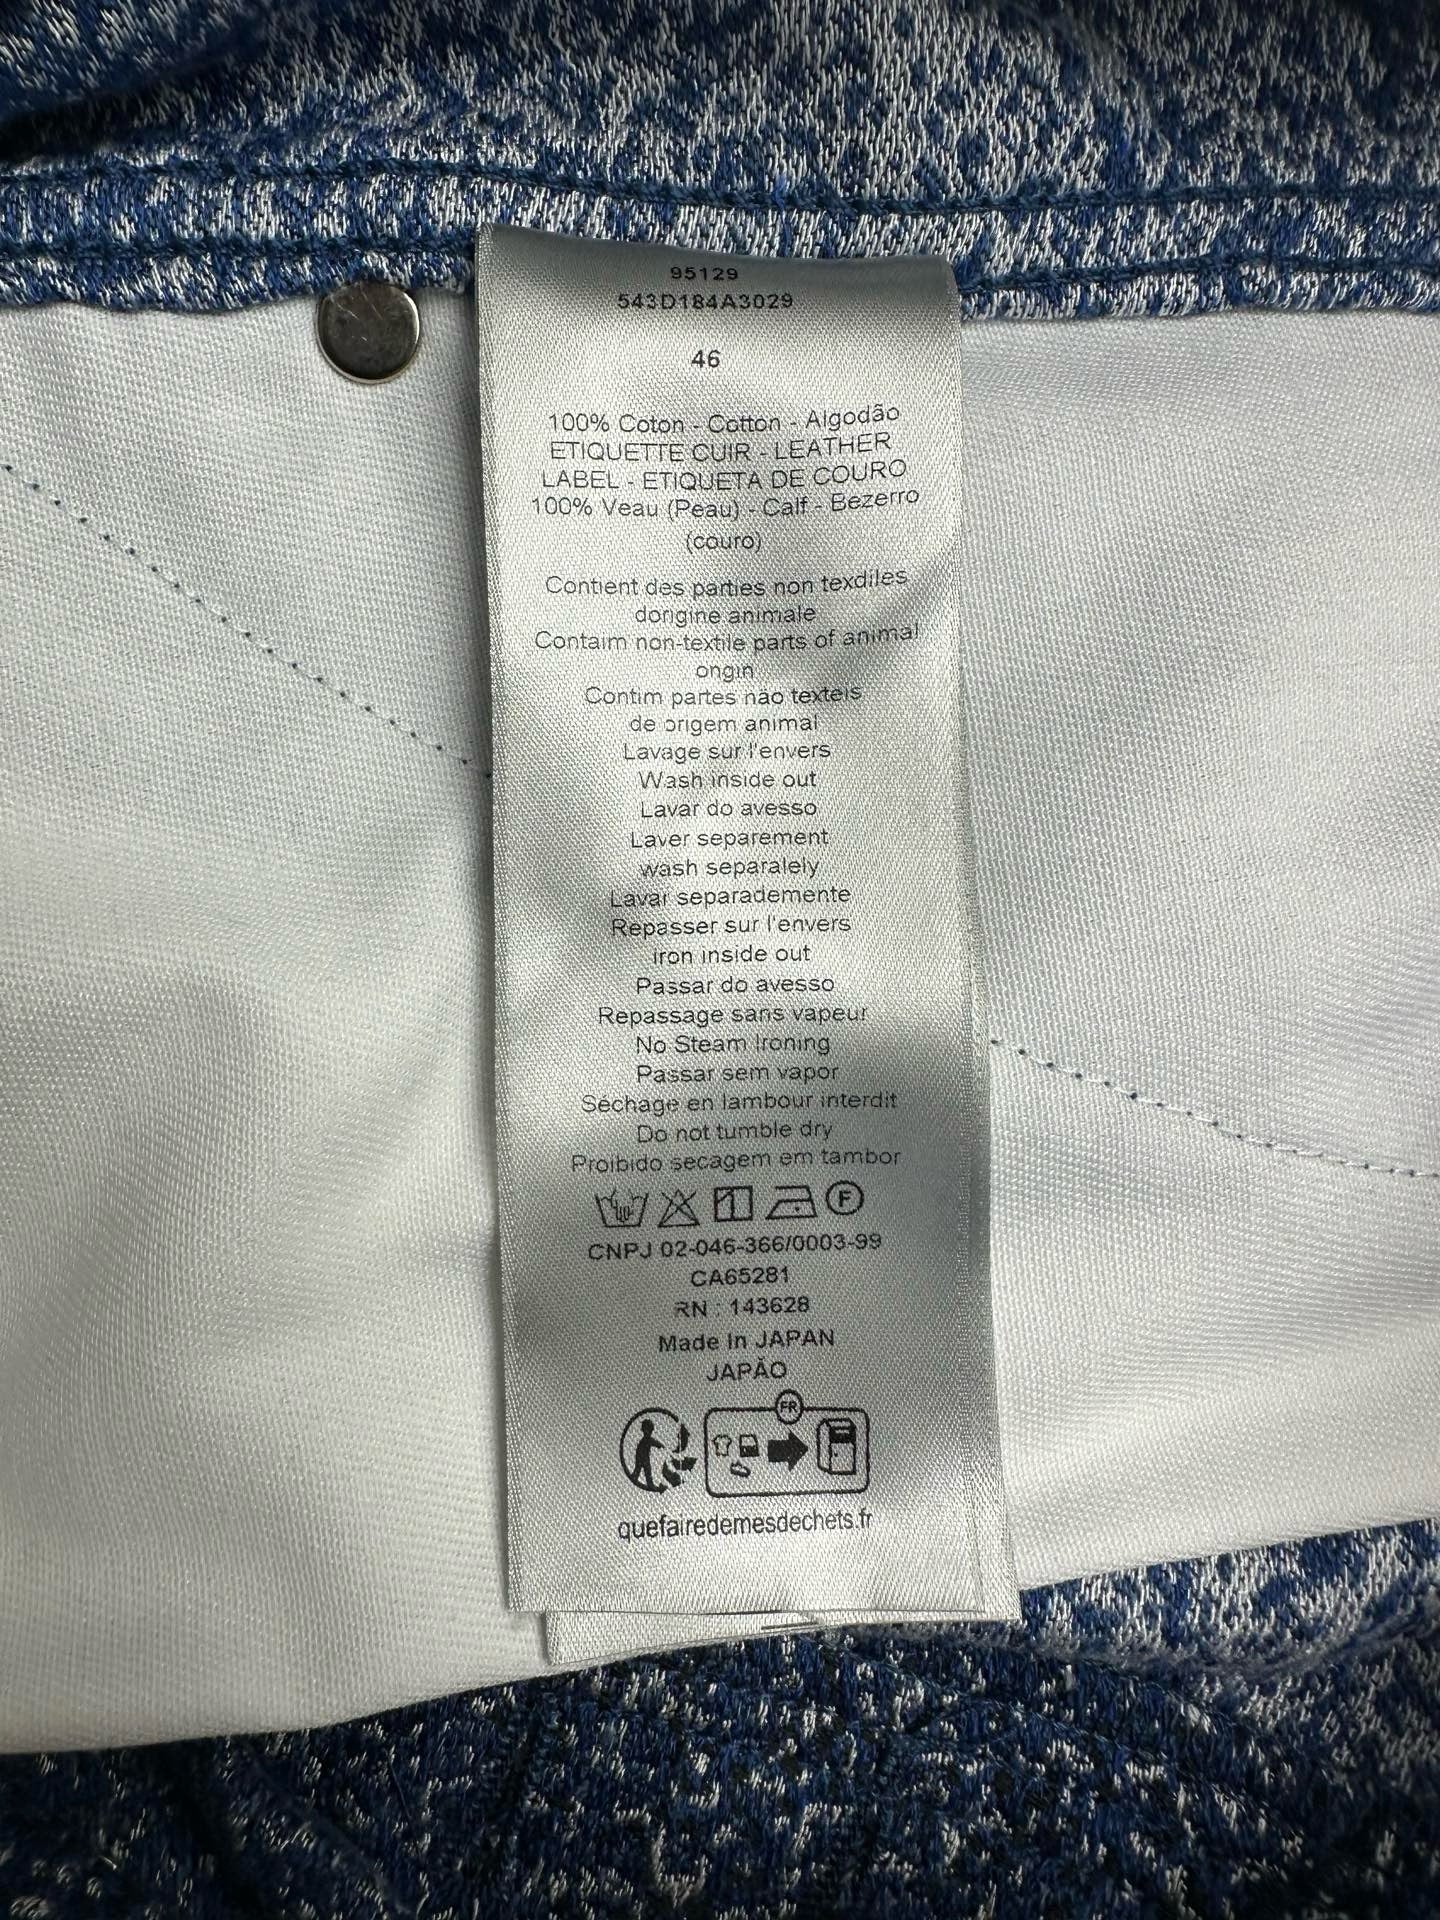 95129
543D184A3029
46
100% Coton - Cotton - Algodão
ETIQUETTE CUIR - LEATHER
LABEL - ETIQUETA DE COURO
100% Veau (Peau) - Calf - Bezerro
(couro)
Contient des parties non texdiles
dorigine animale
Contaim non-textile parts of animal
ongin
Contim partes não texteis
de origem animal
Lavage sur l'envers
Wash inside out
Lavar do avesso
Laver separement
wash separalely
Lavar separademente
Repasser sur l'envers
iron inside out
Passar do avesso
Repassage sans vapeur
No Steam Ironing
Passar sem vapor
Séchage en lambour interdit
Do not tumble dry
Proibido secagem em tambor
F
CNPJ 02-046-366/0003-99
CA65281
RN : 143628
Made In JAPAN
JAPÃO
FR
quefairedemesdechets.fr